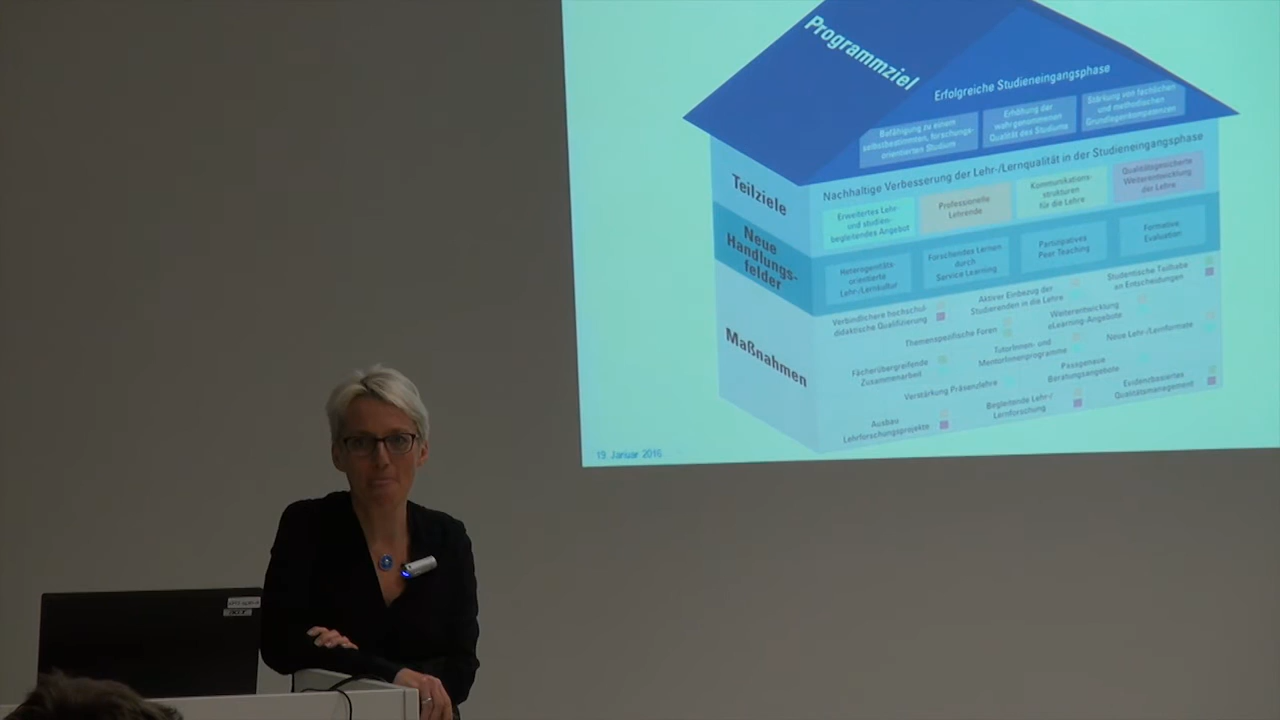 Programmziel
Erfolgreiche Studieneingangsphase
Befähigung zu einem
selbstbestimmten, forschungs-
orientierten Studium
Erhöhung der
wahrgenommenen
Qualität des Studiums
Stärkung von fachlichen
und methodischen
Grundlagenkompetenzen
Teilziele
Nachhaltige Verbesserung der Lehr-/Lernqualität in der Studieneingangsphase
Erweitertes Lehr-
und studien-
begleitendes Angebot
Professionelle
Lehrende
Kommunikations-
strukturen
für die Lehre
Qualitätsgesicherte
Weiterentwicklung
der Lehre
Neue
Handlungs-
felder
Heterogenitäts-
orientierte
Lehr-/Lernkultur
Forschendes Lernen
durch
Service Learning
Partizipatives
Peer Teaching
Formative
Evaluation
Maßnahmen
Verbindlichere hochschul-
didaktische Qualifizierung
Aktiver Einbezug der
Studierenden in die Lehre
Studentische Teilhabe
an Entscheidungen
Themenspezifische Foren
Weiterentwicklung
eLearning-Angebote
Fächerübergreifende
Zusammenarbeit
TutorInnen- und
MentorInnenprogramme
Neue Lehr-/Lernformate
Verstärkung Präsenzlehre
Passgenaue
Beratungsangebote
Ausbau
Lehrforschungsprojekte
Begleitende Lehr-/
Lernforschung
Evidenzbasiertes
Qualitätsmanagement
19. Januar 2016